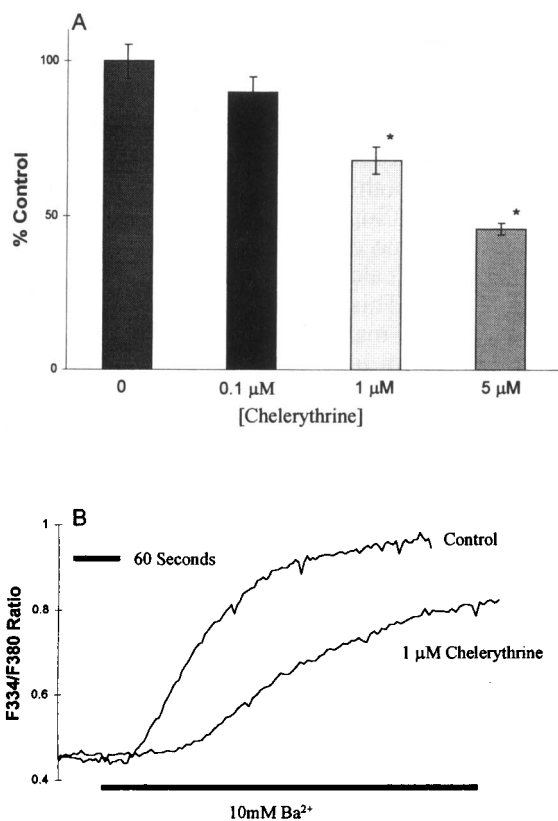 A
100
50
0
% Control
*
*
0
0.1 µM
1 µM
5 µM
[Chelerythrine]
B
1
0.8
0.6
0.4
F334/F380 Ratio
60 Seconds
Control
1 µM Chelerythrine
10mM Ba²⁺